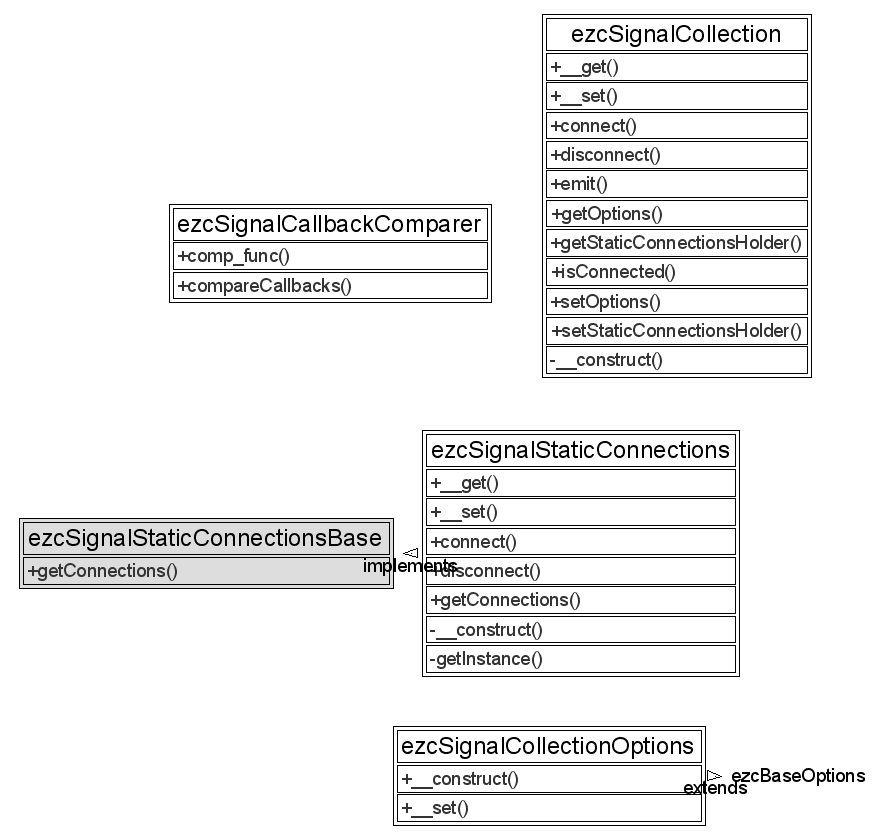 ezcSignalCollection
+__get()
+__set()
+connect()
+disconnect()
+emit()
+getOptions()
+getStaticConnectionsHolder()
+isConnected()
+setOptions()
+setStaticConnectionsHolder()
-__construct()
ezcSignalCallbackComparer
+comp_func()
+compareCallbacks()
ezcSignalStaticConnections
+__get()
+__set()
+connect()
+disconnect()
+getConnections()
-__construct()
-getInstance()
ezcSignalStaticConnectionsBase
+getConnections()
implements
ezcSignalCollectionOptions
+__construct()
+__set()
extends
ezcBaseOptions